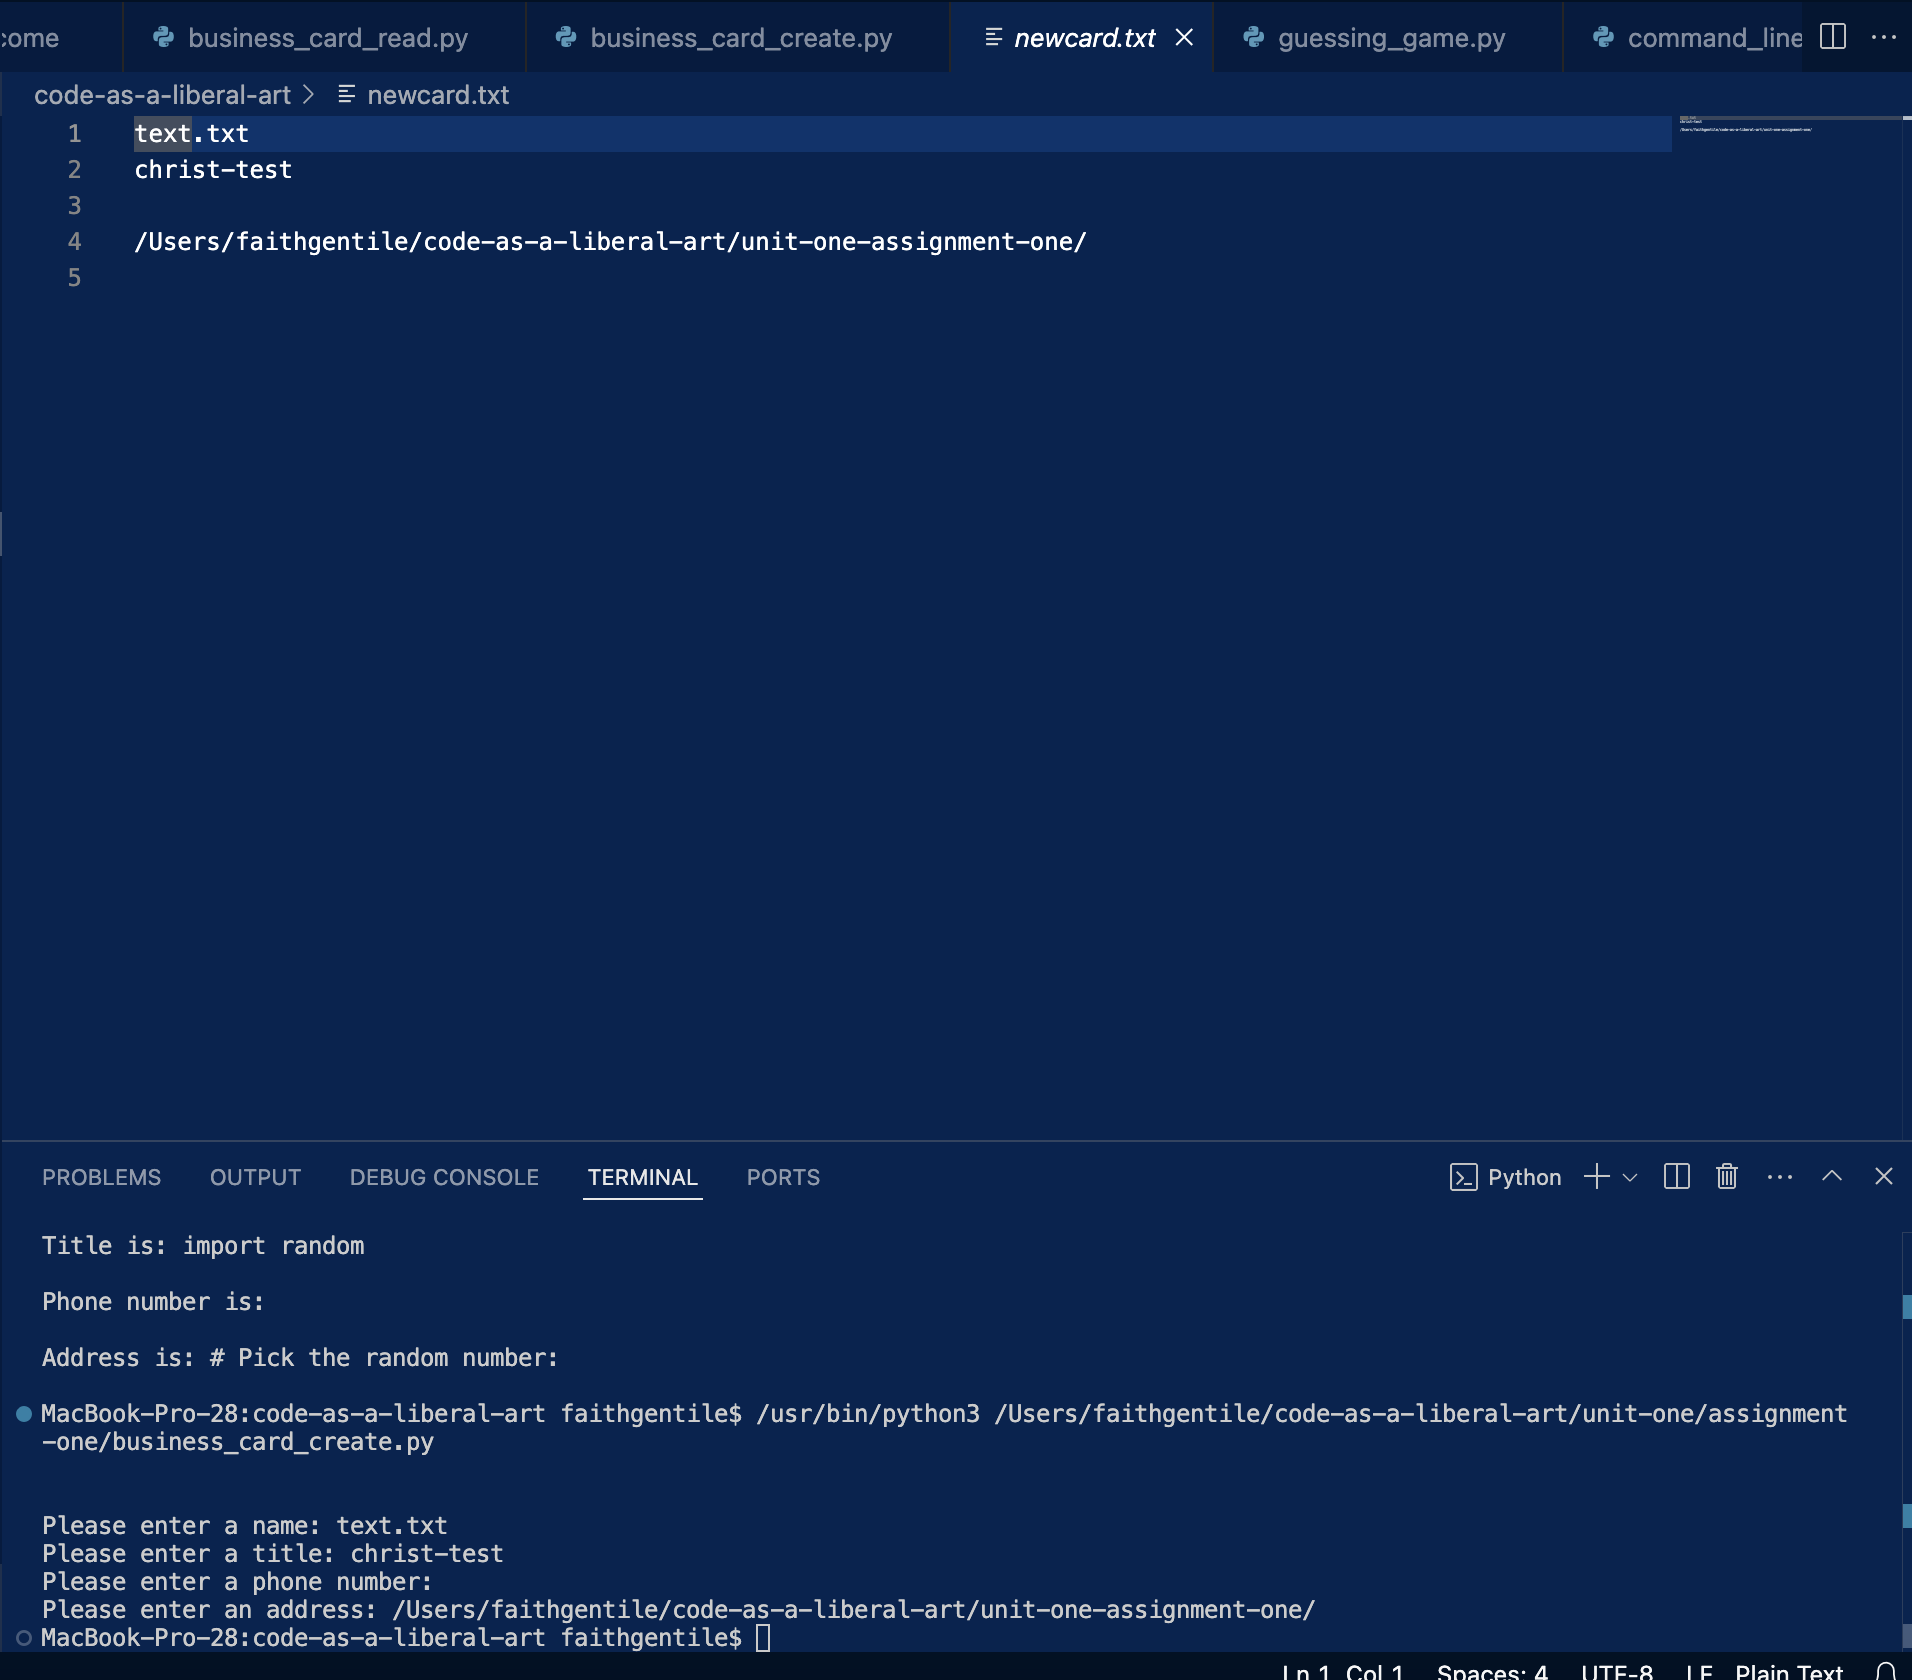 come business_card_read.py business_card_create.py newcard.txt guessing_game.py command_line
code-as-a-liberal-art > newcard.txt
1 text.txt
2 christ-test
3
4 /Users/faithgentile/code-as-a-liberal-art/unit-one-assignment-one/
5
PROBLEMS OUTPUT DEBUG CONSOLE TERMINAL PORTS Python
Title is: import random
Phone number is:
Address is: # Pick the random number:
MacBook-Pro-28:code-as-a-liberal-art faithgentile$ /usr/bin/python3 /Users/faithgentile/code-as-a-liberal-art/unit-one/assignment
-one/business_card_create.py
Please enter a name: text.txt
Please enter a title: christ-test
Please enter a phone number:
Please enter an address: /Users/faithgentile/code-as-a-liberal-art/unit-one-assignment-one/
MacBook-Pro-28:code-as-a-liberal-art faithgentile$
Ln 1, Col 1 Spaces: 4 UTF-8 LF Plain Text